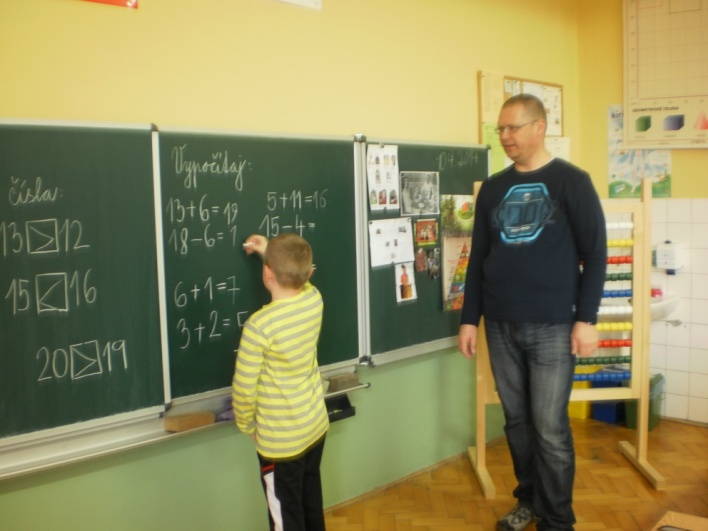 čísla:
13 > 12
15 < 16
20 > 19
Vypočítaj:
13+6=19
18-6=1
6+1=7
3+2=5
5+11=16
15-4=